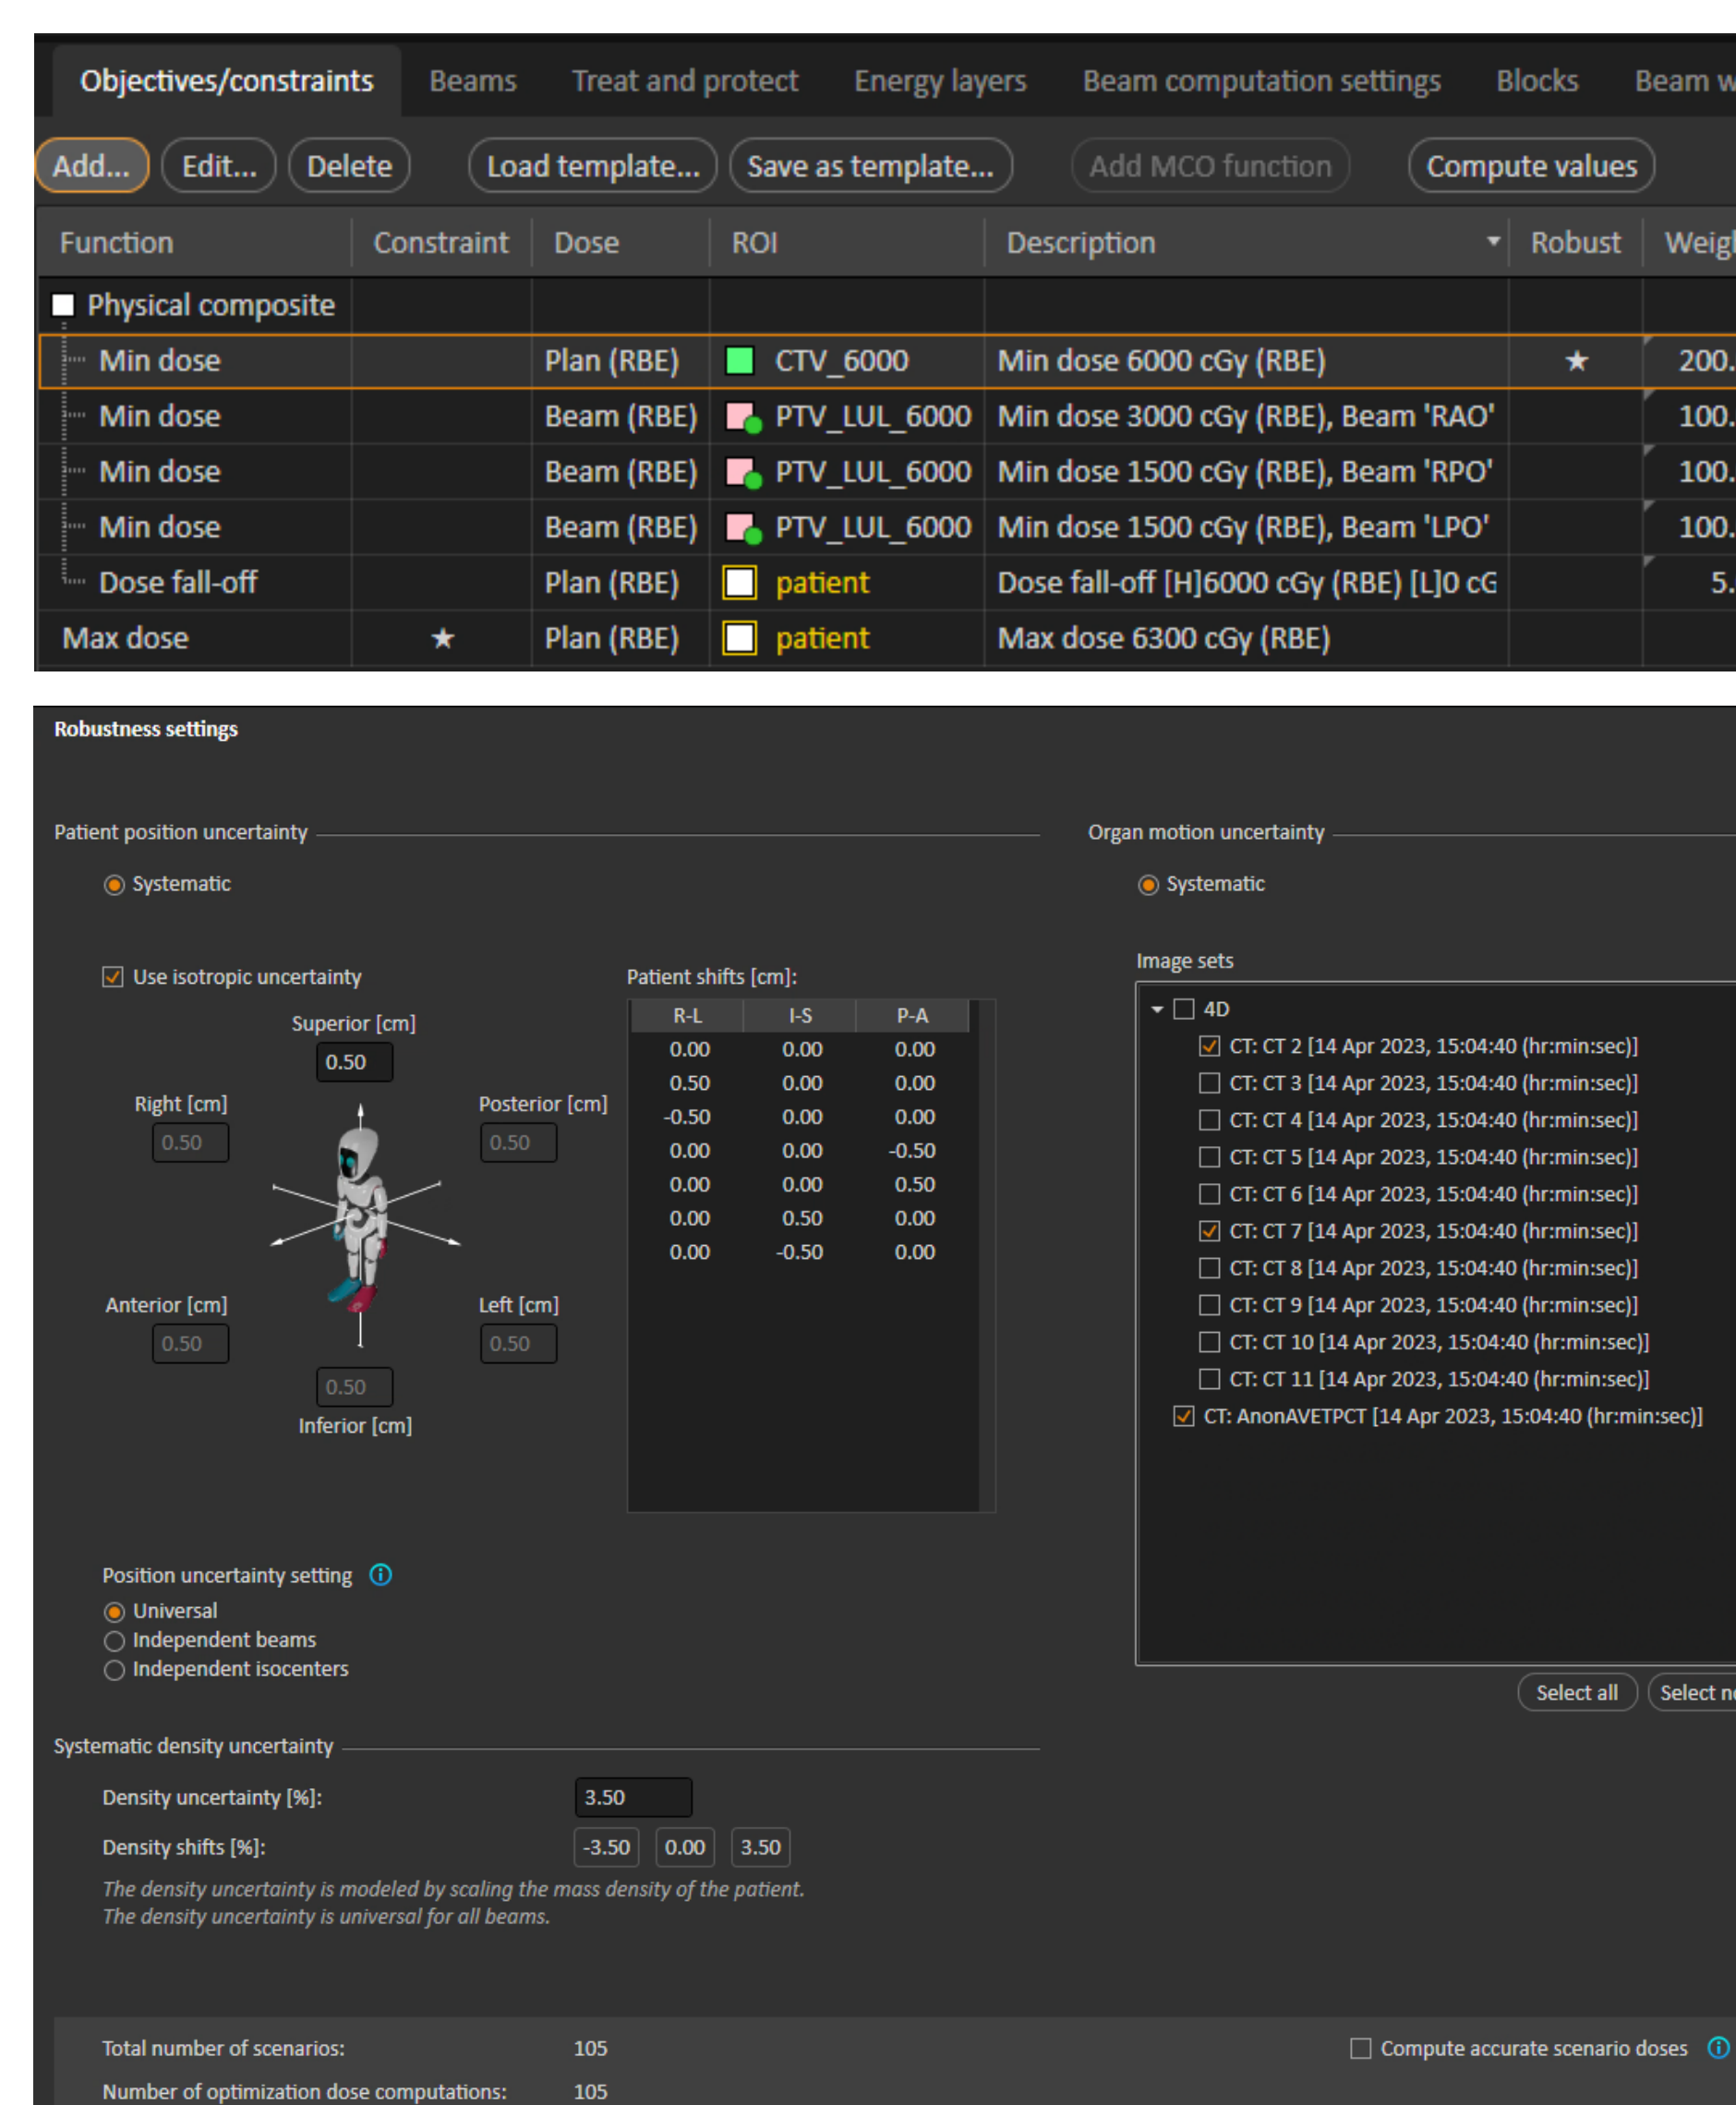 Objectives/constraints Beams Treat and protect Energy layers Beam computation settings Blocks Beam w
Add... Edit... Delete Load template... Save as template... Add MCO function Compute values
Function Constraint Dose ROI Description Robust Weigh
Physical composite
Min dose Plan (RBE) CTV_6000 Min dose 6000 cGy (RBE) ★ 200.
Min dose Beam (RBE) PTV_LUL_6000 Min dose 3000 cGy (RBE), Beam 'RAO' 100.
Min dose Beam (RBE) PTV_LUL_6000 Min dose 1500 cGy (RBE), Beam 'RPO' 100.
Min dose Beam (RBE) PTV_LUL_6000 Min dose 1500 cGy (RBE), Beam 'LPO' 100.
Dose fall-off Plan (RBE) patient Dose fall-off [H]6000 cGy (RBE) [L]0 cG 5.
Max dose ★ Plan (RBE) patient Max dose 6300 cGy (RBE)
Robustness settings
Patient position uncertainty
Systematic
Use isotropic uncertainty
Superior [cm]
0.50
Right [cm]
0.50
Posterior [cm]
0.50
Anterior [cm]
0.50
Left [cm]
0.50
0.50
Inferior [cm]
Patient shifts [cm]:
R-L I-S P-A
0.00 0.00 0.00
0.50 0.00 0.00
-0.50 0.00 0.00
0.00 0.00 -0.50
0.00 0.00 0.50
0.00 0.50 0.00
0.00 -0.50 0.00
Position uncertainty setting
Universal
Independent beams
Independent isocenters
Organ motion uncertainty
Systematic
Image sets
4D
CT: CT 2 [14 Apr 2023, 15:04:40 (hr:min:sec)]
CT: CT 3 [14 Apr 2023, 15:04:40 (hr:min:sec)]
CT: CT 4 [14 Apr 2023, 15:04:40 (hr:min:sec)]
CT: CT 5 [14 Apr 2023, 15:04:40 (hr:min:sec)]
CT: CT 6 [14 Apr 2023, 15:04:40 (hr:min:sec)]
CT: CT 7 [14 Apr 2023, 15:04:40 (hr:min:sec)]
CT: CT 8 [14 Apr 2023, 15:04:40 (hr:min:sec)]
CT: CT 9 [14 Apr 2023, 15:04:40 (hr:min:sec)]
CT: CT 10 [14 Apr 2023, 15:04:40 (hr:min:sec)]
CT: CT 11 [14 Apr 2023, 15:04:40 (hr:min:sec)]
CT: AnonAVETPCT [14 Apr 2023, 15:04:40 (hr:min:sec)]
Select all Select no
Systematic density uncertainty
Density uncertainty [%]: 3.50
Density shifts [%]: -3.50 0.00 3.50
The density uncertainty is modeled by scaling the mass density of the patient.
The density uncertainty is universal for all beams.
Total number of scenarios: 105
Compute accurate scenario doses
Number of optimization dose computations: 105